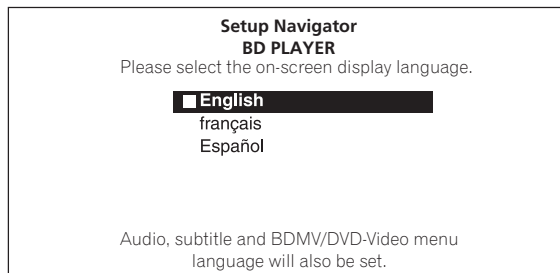 Setup Navigator
BD PLAYER
Please select the on-screen display language.
English
français
Español
Audio, subtitle and BDMV/DVD-Video menu
language will also be set.